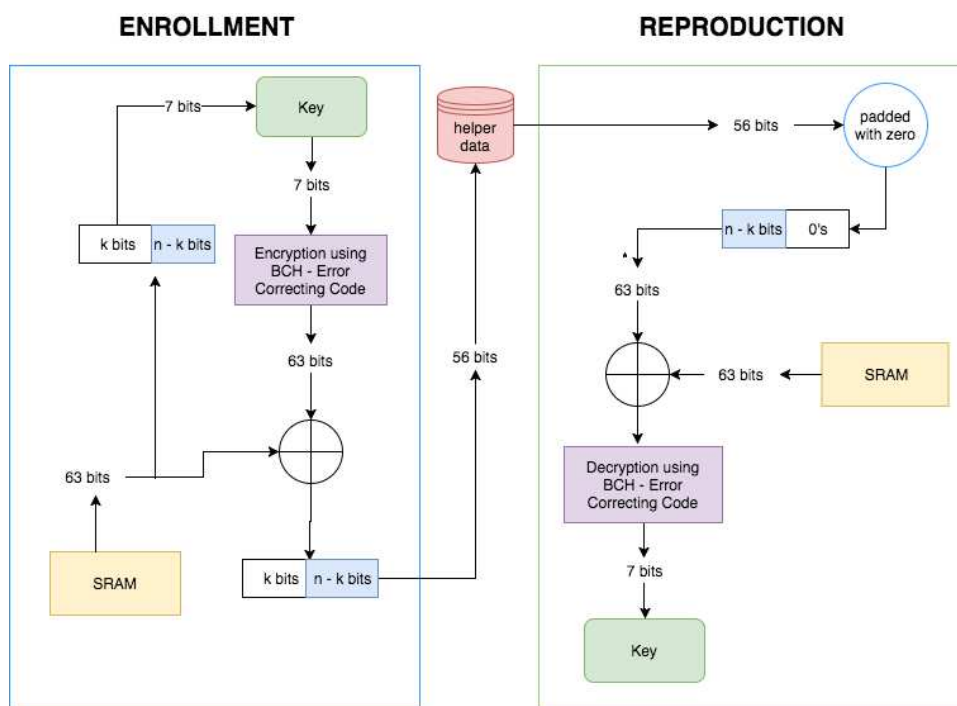 ENROLLMENT
REPRODUCTION
7 bits
Key
7 bits
k bits
n - k bits
Encryption using
BCH - Error
Correcting Code
63 bits
63 bits
SRAM
k bits
n - k bits
56 bits
helper
data
56 bits
padded
with zero
n - k bits
0's
63 bits
63 bits
SRAM
Decryption using
BCH - Error
Correcting Code
7 bits
Key